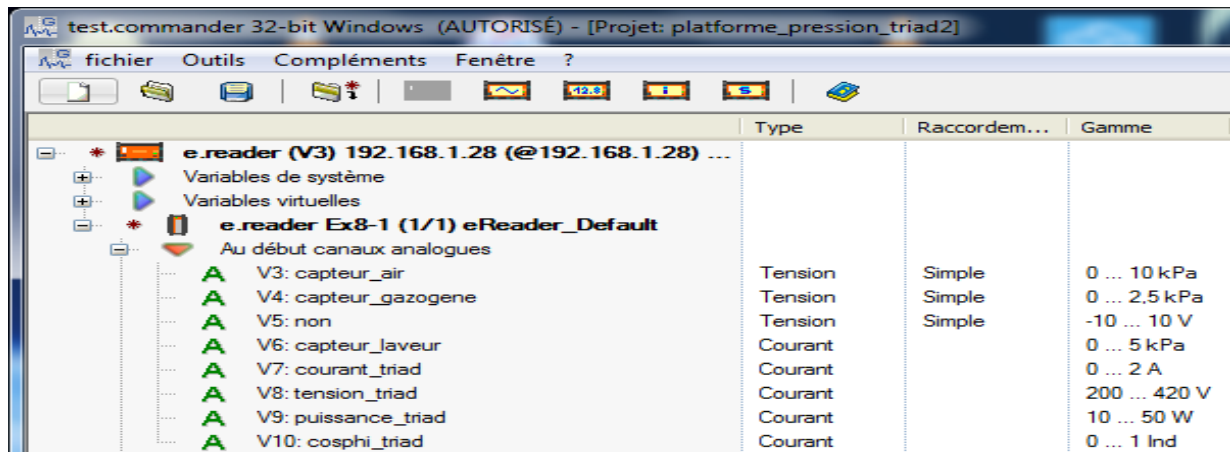 test.commander 32-bit Windows (AUTORISÉ) - [Projet: platforme_pression_triad2]
fichier Outils Compléments Fenêtre ?
12.8 i S
Type Raccordem... Gamme
e.reader (V3) 192.168.1.28 (@192.168.1.28) ...
Variables de système
Variables virtuelles
e.reader Ex8-1 (1/1) eReader_Default
Au début canaux analogues
A V3: capteur_air Tension Simple 0 ... 10 kPa
A V4: capteur_gazogene Tension Simple 0 ... 2,5 kPa
A V5: non Tension Simple -10 ... 10 V
A V6: capteur_laveur Courant 0 ... 5 kPa
A V7: courant_triad Courant 0 ... 2 A
A V8: tension_triad Courant 200 ... 420 V
A V9: puissance_triad Courant 10 ... 50 W
A V10: cosphi_triad Courant 0 ... 1 Ind